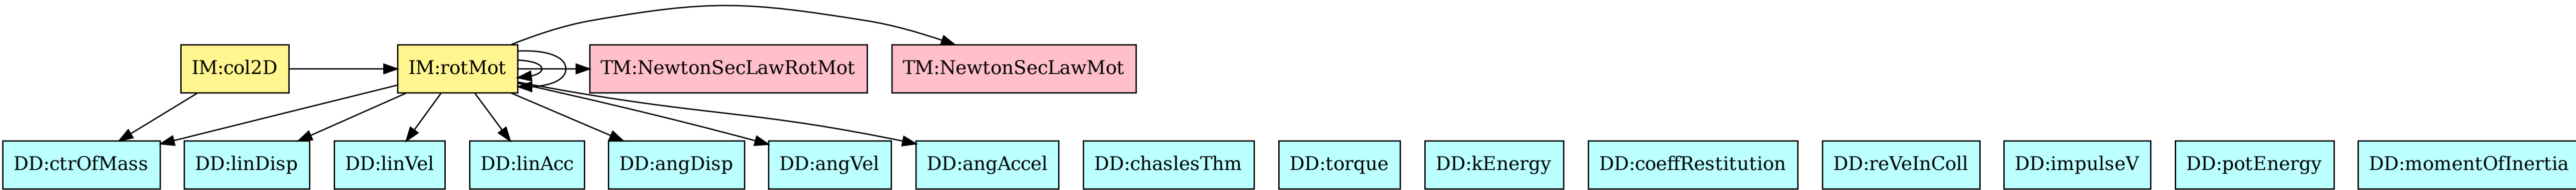 IM:col2D
IM:rotMot
TM:NewtonSecLawRotMot
TM:NewtonSecLawMot
DD:ctrOfMass
DD:linDisp
DD:linVel
DD:linAcc
DD:angDisp
DD:angVel
DD:angAccel
DD:chaslesThm
DD:torque
DD:kEnergy
DD:coeffRestitution
DD:reVeInColl
DD:impulseV
DD:potEnergy
DD:momentOfInertia